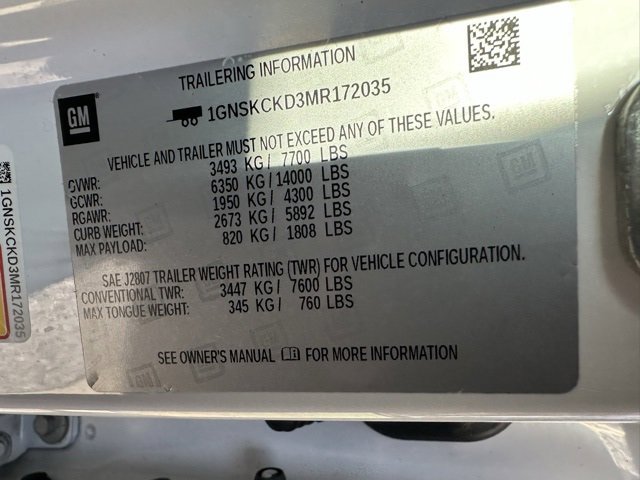 TRAILERING INFORMATION
GM
1GNSKCKD3MR172035
VEHICLE AND TRAILER MUST NOT EXCEED ANY OF THESE VALUES.
GVWR: 3493 KG / 7700 LBS
GCWR: 6350 KG / 14000 LBS
RGAWR: 1950 KG / 4300 LBS
CURB WEIGHT: 2673 KG / 5892 LBS
MAX PAYLOAD: 820 KG / 1808 LBS
SAE J2807 TRAILER WEIGHT RATING (TWR) FOR VEHICLE CONFIGURATION.
CONVENTIONAL TWR: 3447 KG / 7600 LBS
MAX TONGUE WEIGHT: 345 KG / 760 LBS
SEE OWNER'S MANUAL FOR MORE INFORMATION
1GNSKCKD3MR172035